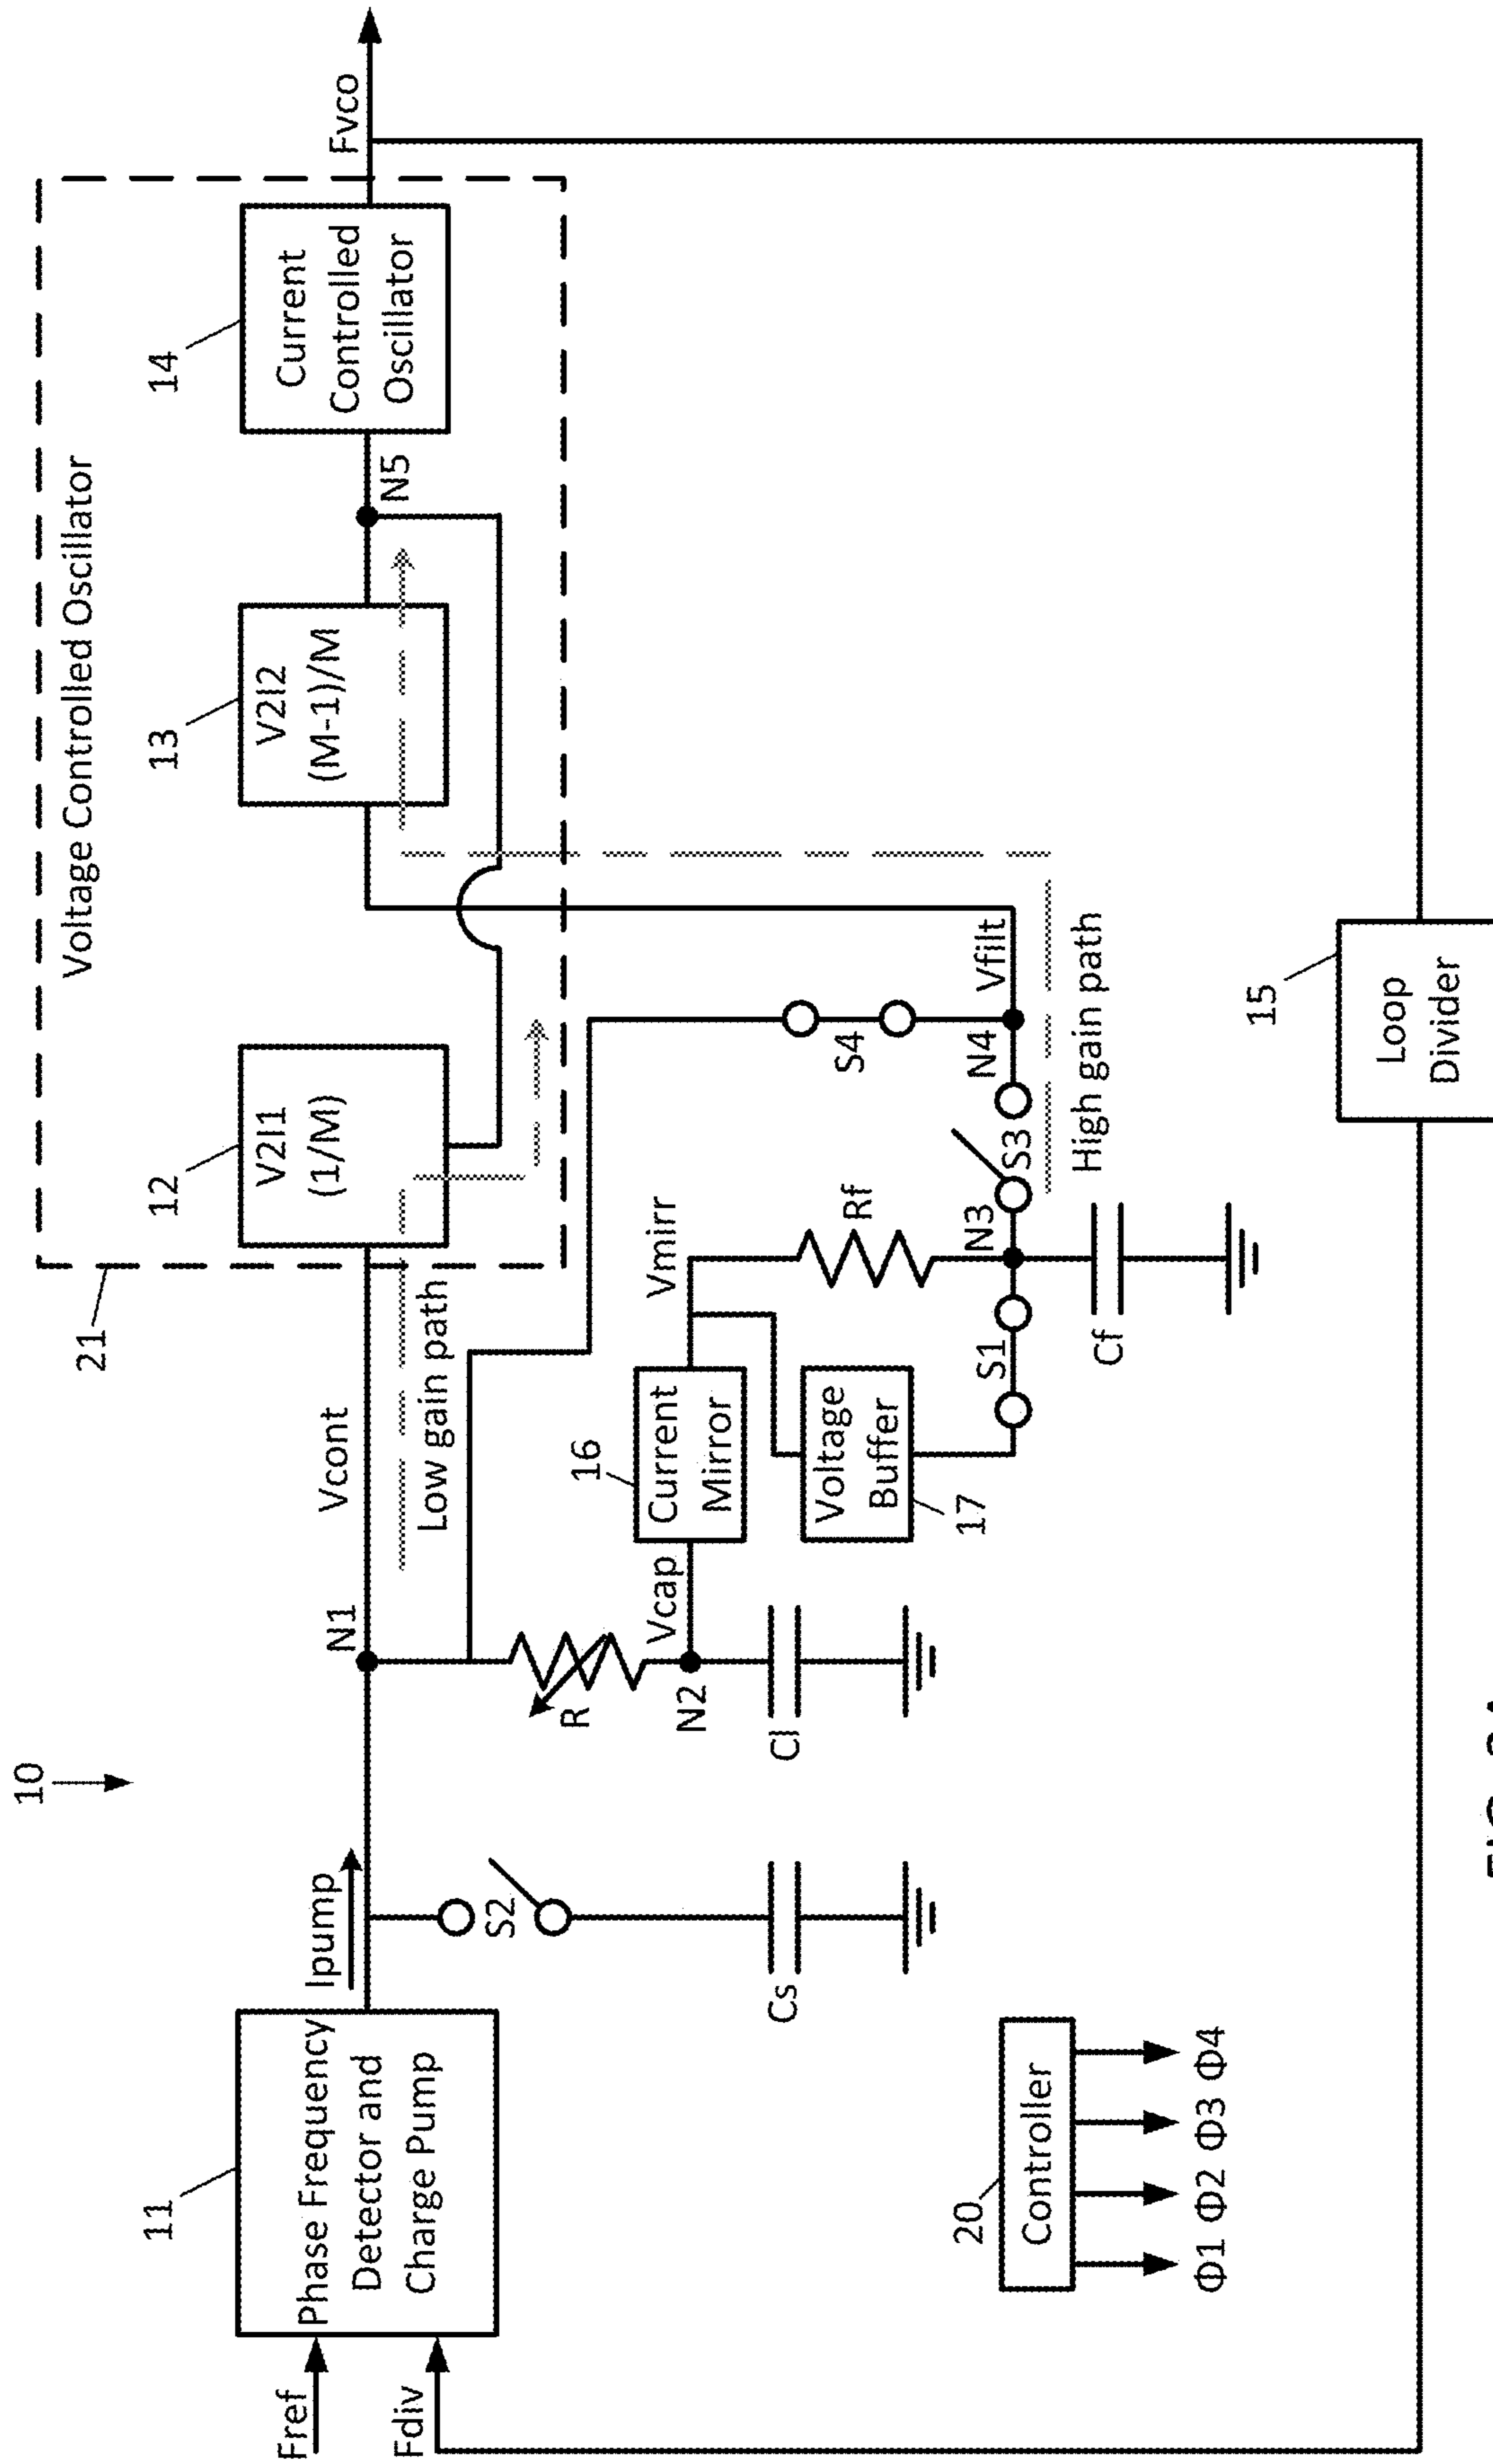 10
Voltage Controlled Oscillator
21
11
Phase Frequency
Detector and
Charge Pump
Fref
Fdiv
Ipump
N1
Vcont
Low gain path
12
V2I1
(1/M)
13
V2I2
(M-1)/M
N5
14
Current
Controlled
Oscillator
Fvco
S2
Cs
R
N2
Vcap
Cl
16
Current
Mirror
Vmirr
Voltage
Buffer
17
S1
Rf
N3
Cf
S3
S4
N4
Vfilt
High gain path
20
Controller
Φ1 Φ2 Φ3 Φ4
15
Loop
Divider